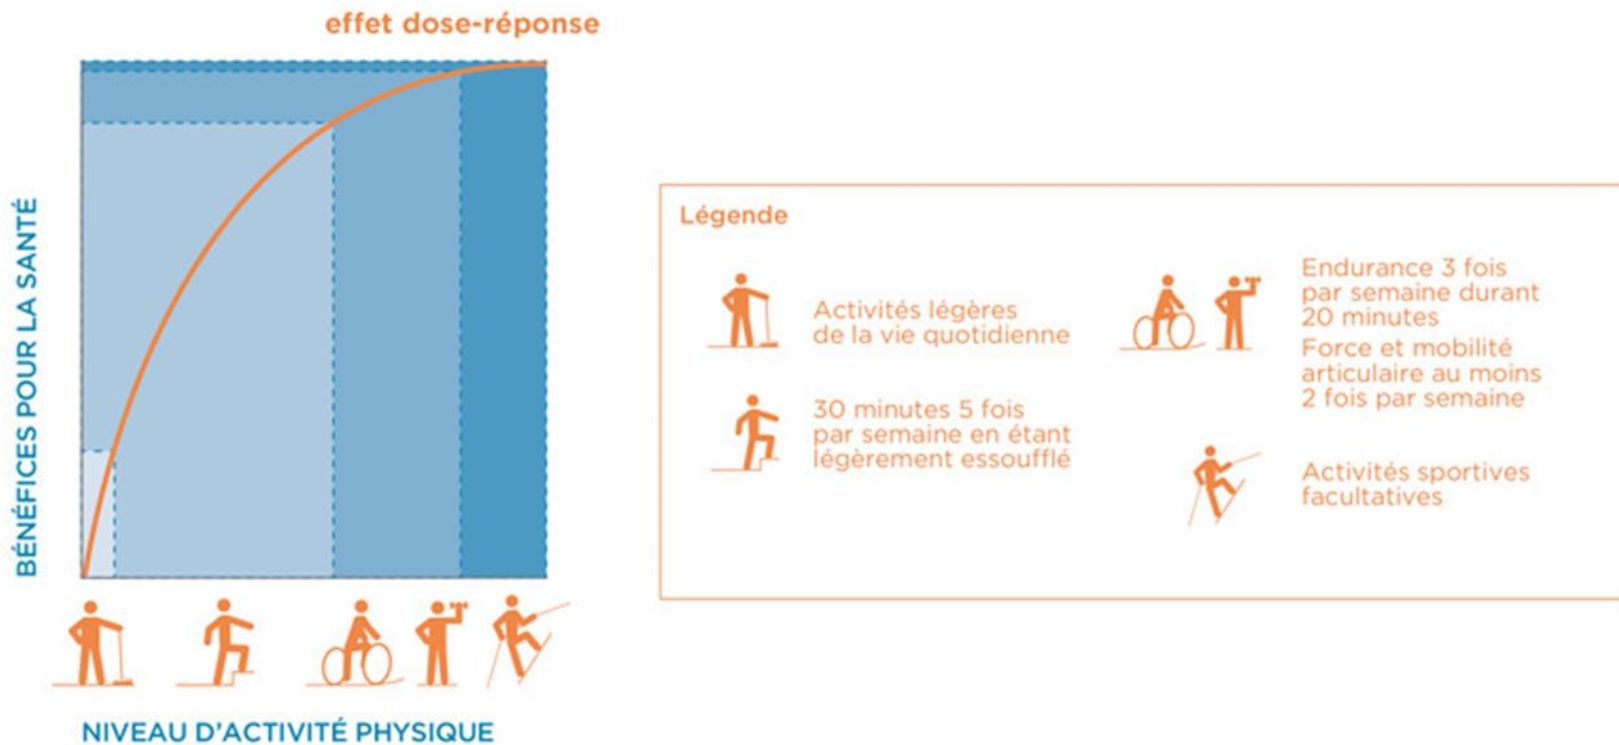 effet dose-réponse
BÉNÉFICES POUR LA SANTÉ
NIVEAU D'ACTIVITÉ PHYSIQUE
Légende
Activités légères
de la vie quotidienne
30 minutes 5 fois
par semaine en étant
légèrement essoufflé
Endurance 3 fois
par semaine durant
20 minutes
Force et mobilité
articulaire au moins
2 fois par semaine
Activités sportives
facultatives